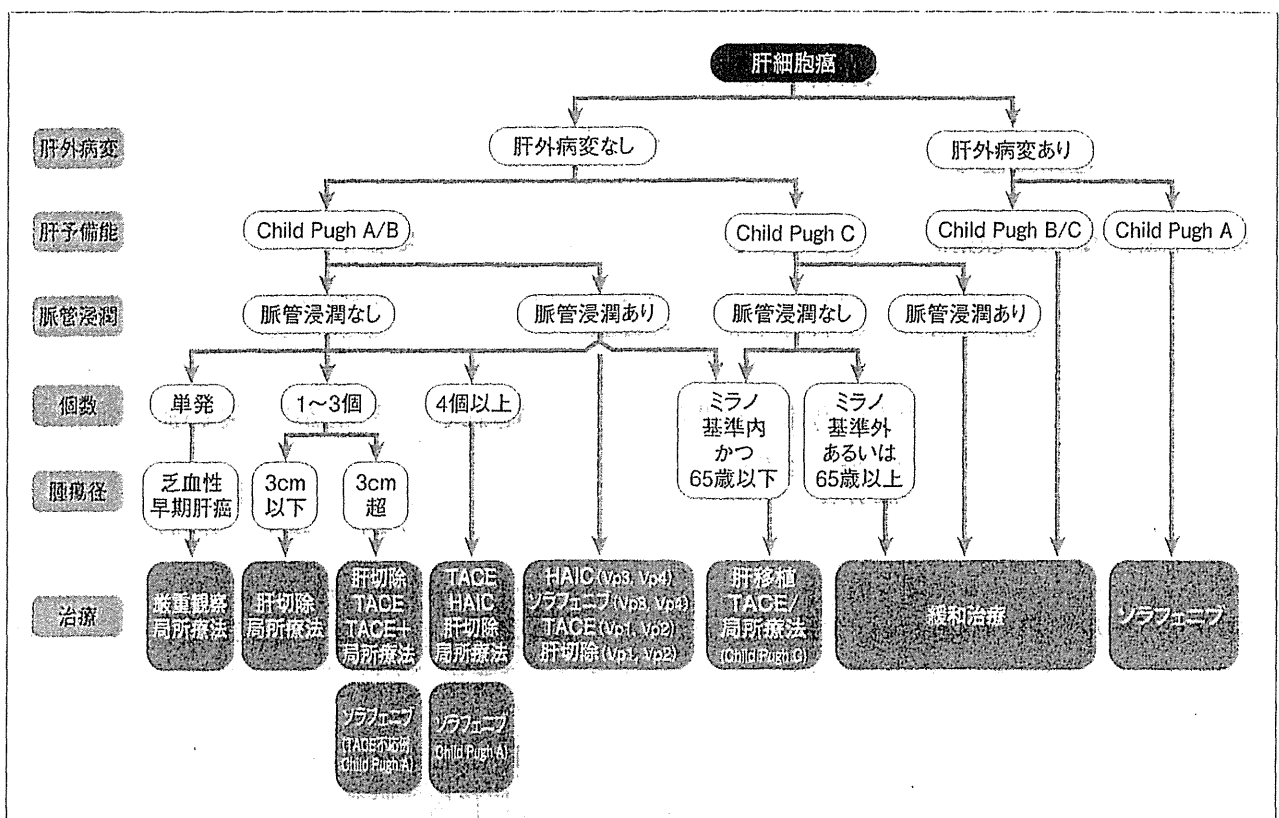 肝細胞癌
肝外病変
肝外病変なし
肝外病変あり
肝予備能
Child Pugh A/B
Child Pugh C
Child Pugh B/C
Child Pugh A
脈管浸潤
脈管浸潤なし
脈管浸潤あり
脈管浸潤なし
脈管浸潤あり
個数
単発
1〜3個
4個以上
ミラノ
基準内
かつ
65歳以下
ミラノ
基準外
あるいは
65歳以上
腫瘍径
乏血性
早期肝癌
3cm
以下
3cm
超
治療
厳重観察
局所療法
肝切除
局所療法
肝切除
TACE
TACE+
局所療法
TACE
HAIC
肝切除
局所療法
HAIC(Vp3, Vp4)
ソラフェニブ(Vp3, Vp4)
TACE(Vp1, Vp2)
肝切除(Vp1, Vp2)
肝移植
TACE/
局所療法
(Child Pugh C)
緩和治療
ソラフェニブ
ソラフェニブ
(TACE不応例
Child Pugh A)
ソラフェニブ
(Child Pugh A)